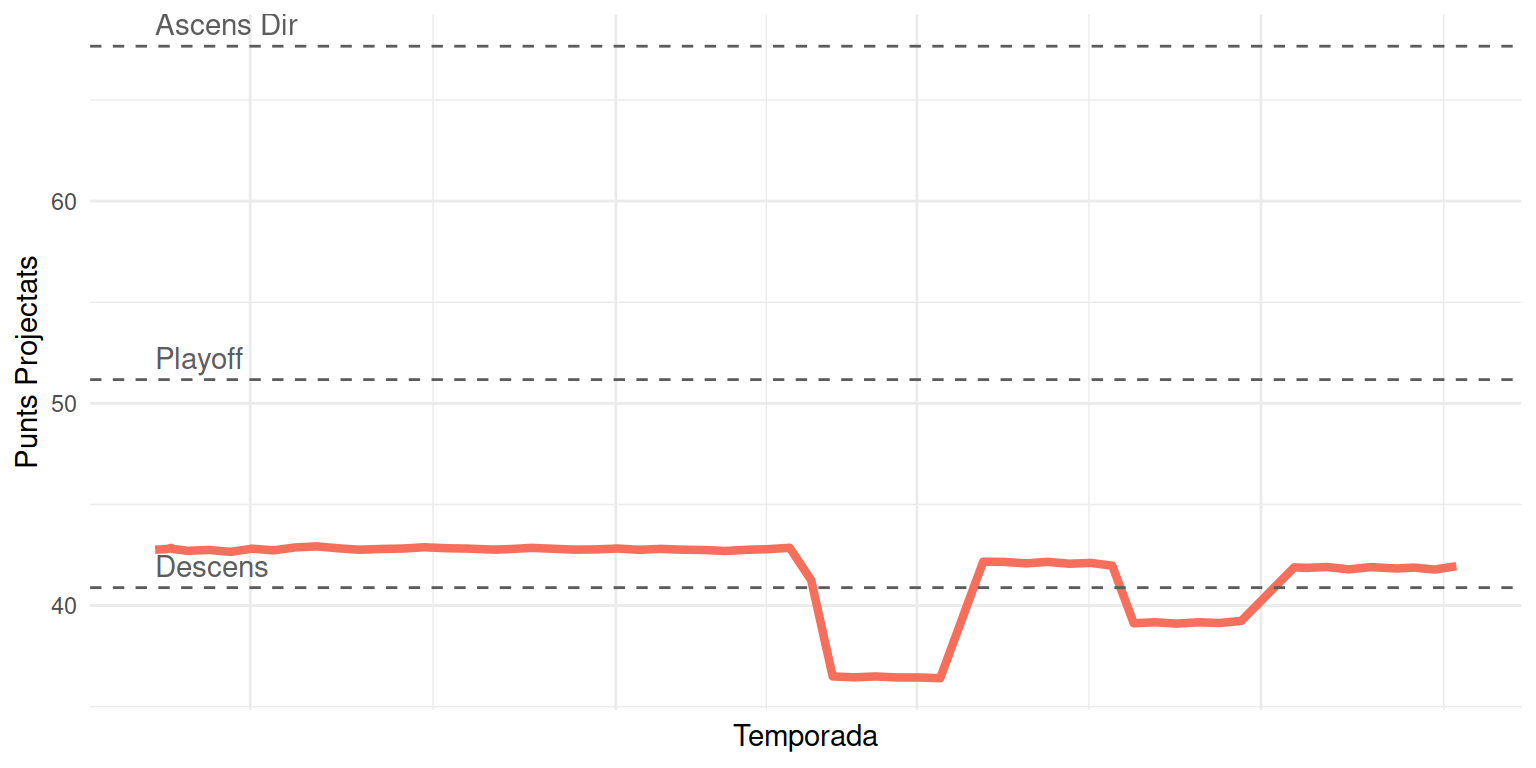 Ascens Dir
60
Playoff
50
Descens
40
Punts Projectats
Temporada